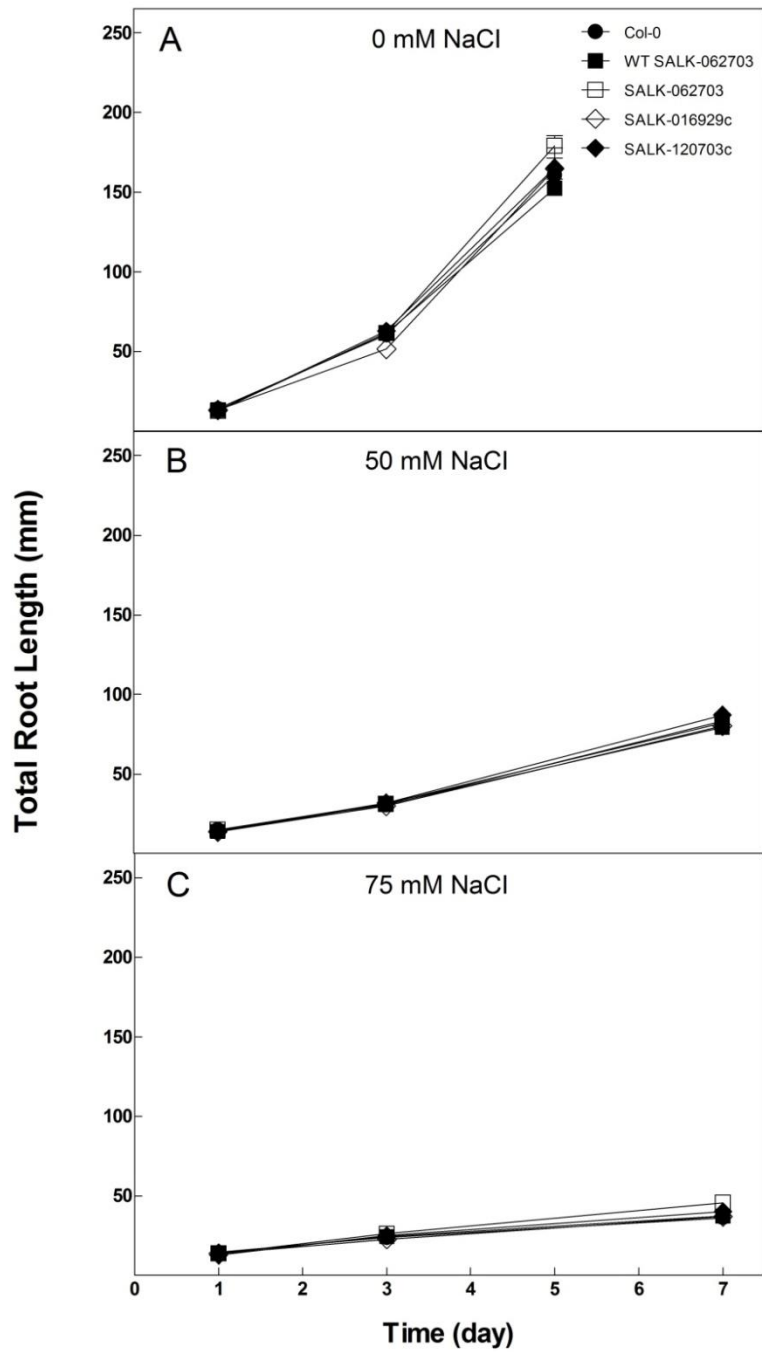 A
0 mM NaCl
Col-0
WT SALK-062703
SALK-062703
SALK-016929c
SALK-120703c
250
200
150
100
50
B
50 mM NaCl
250
200
150
100
50
C
75 mM NaCl
250
200
150
100
50
0 1 2 3 4 5 6 7
Time (day)
Total Root Length (mm)